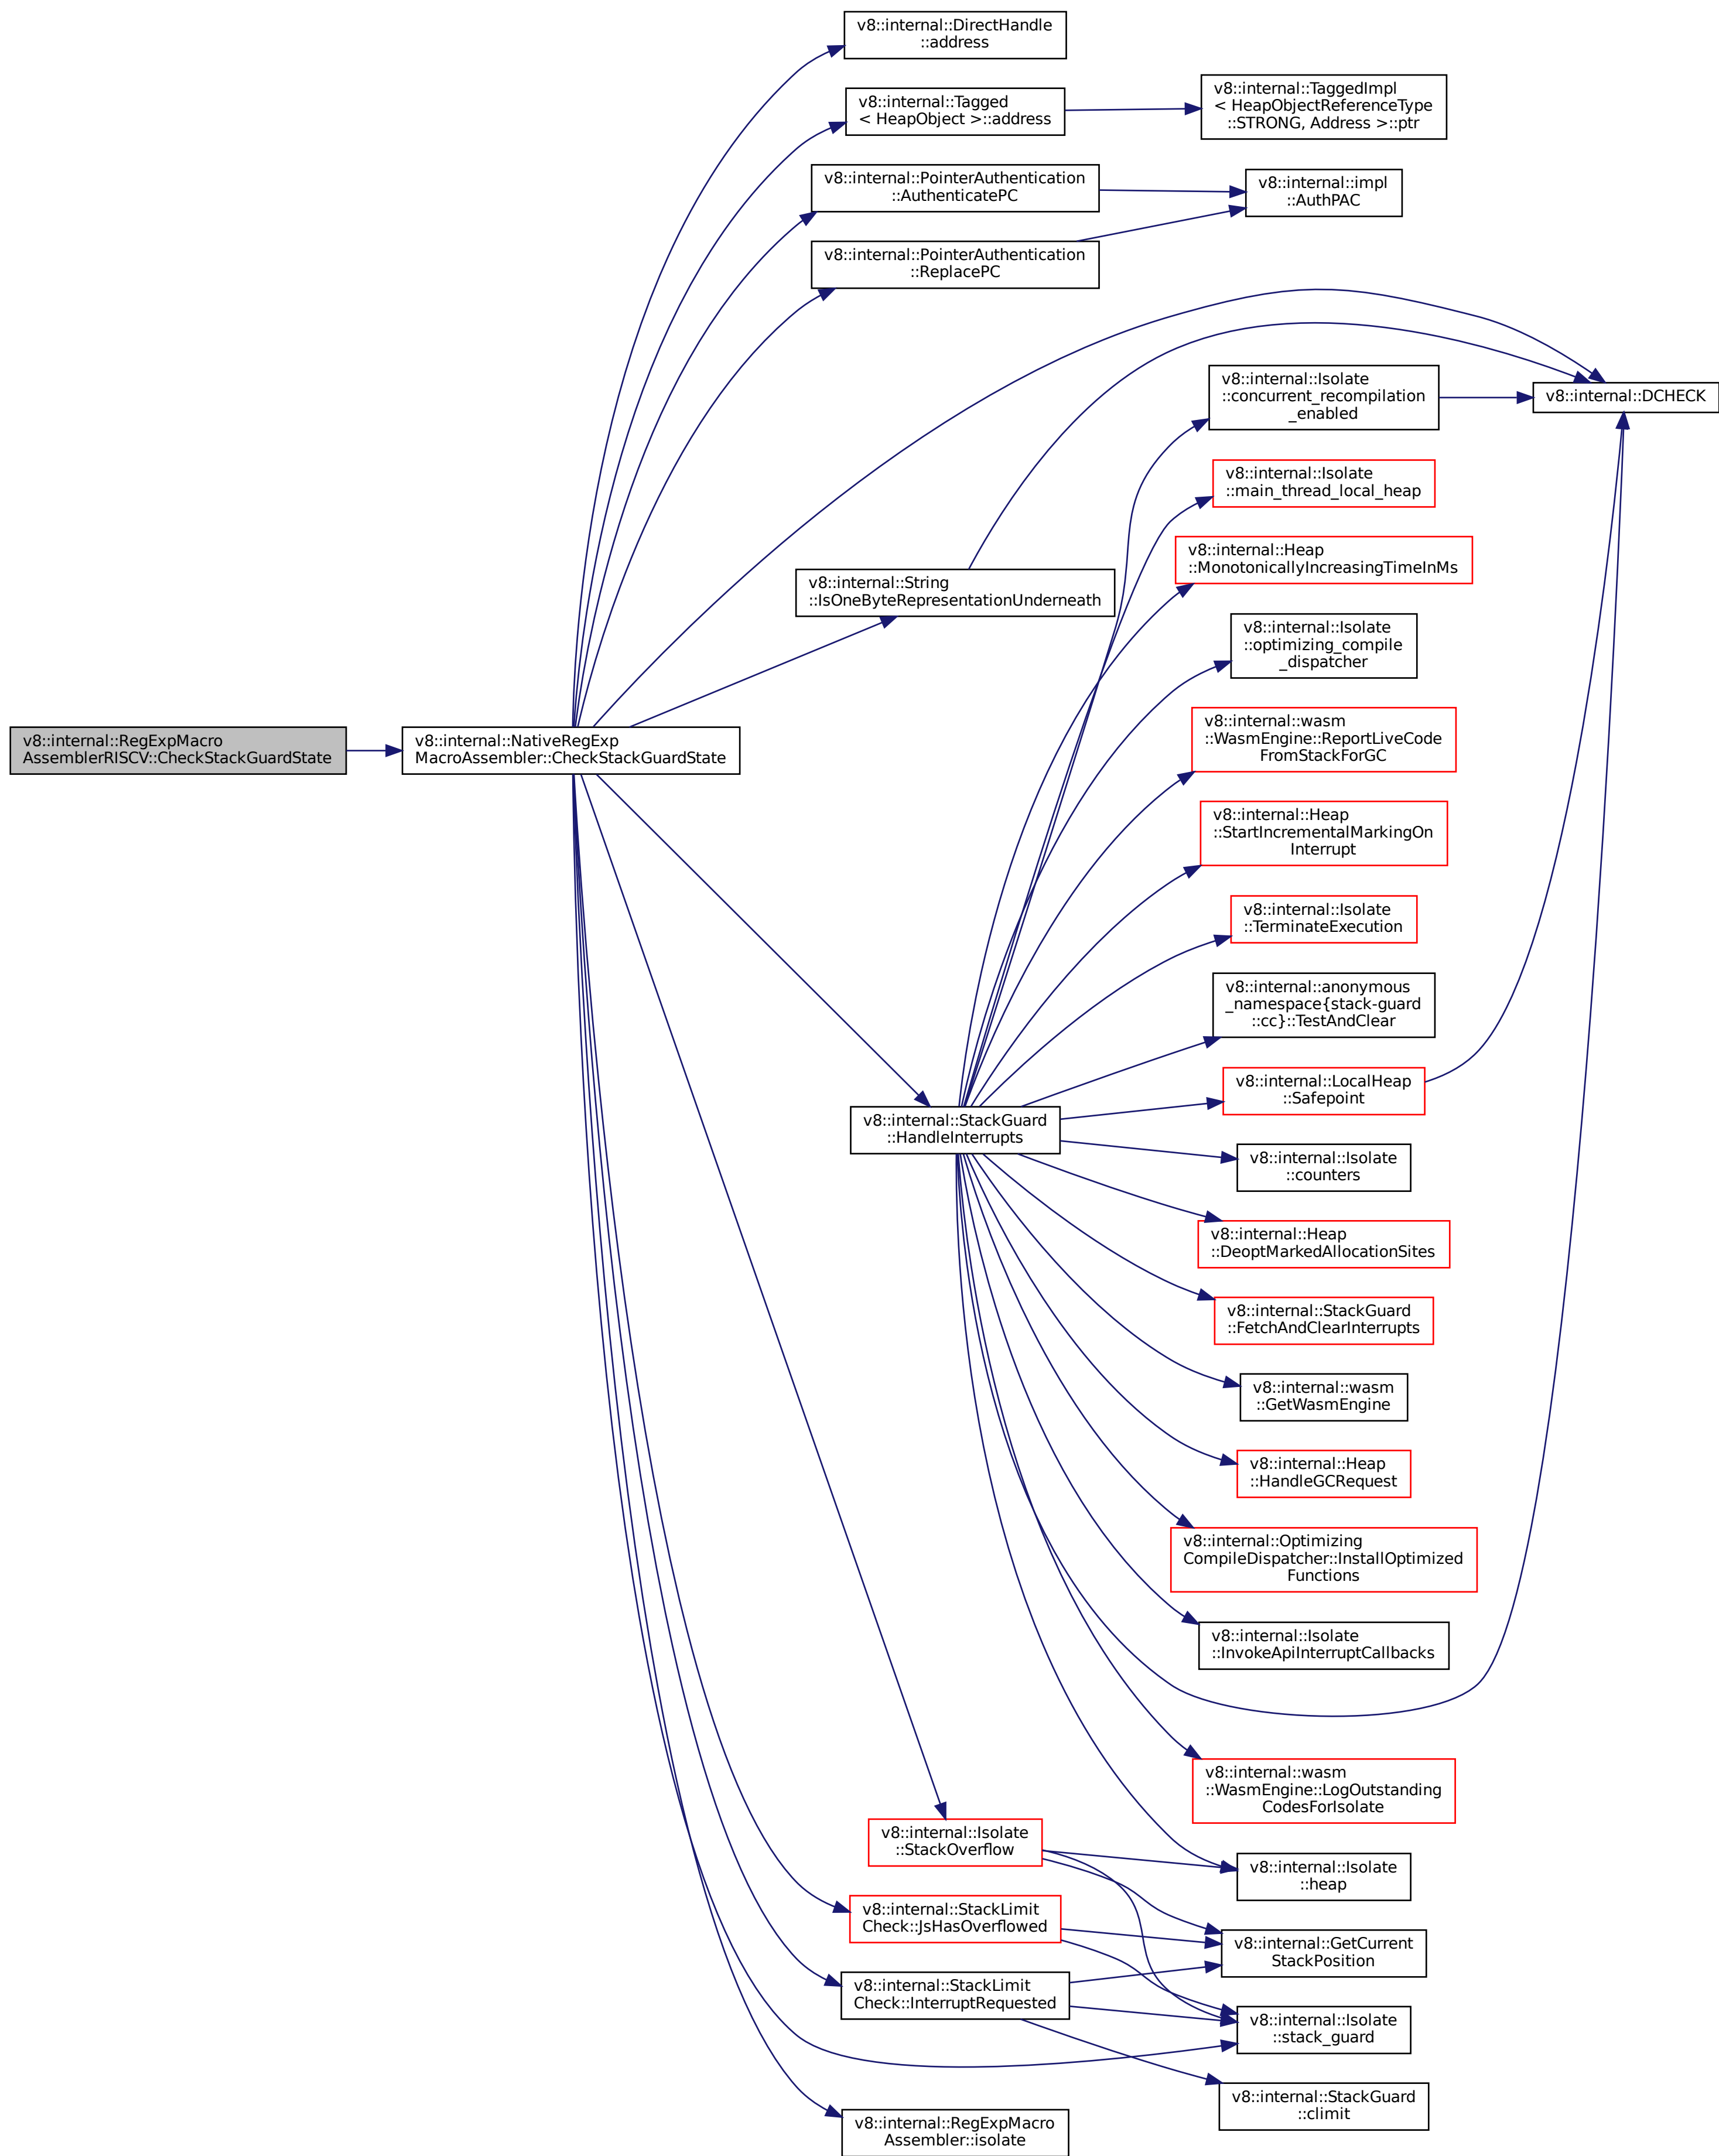 v8::internal::DirectHandle
::address
v8::internal::Tagged
< HeapObject >::address
v8::internal::TaggedImpl
< HeapObjectReferenceType
::STRONG, Address >::ptr
v8::internal::PointerAuthentication
::AuthenticatePC
v8::internal::impl
::AuthPAC
v8::internal::PointerAuthentication
::ReplacePC
v8::internal::Isolate
::concurrent_recompilation
_enabled
v8::internal::DCHECK
v8::internal::Isolate
::main_thread_local_heap
v8::internal::Heap
::MonotonicallyIncreasingTimeInMs
v8::internal::String
::IsOneByteRepresentationUnderneath
v8::internal::Isolate
::optimizing_compile
_dispatcher
v8::internal::RegExpMacro
AssemblerRISCV::CheckStackGuardState
v8::internal::NativeRegExp
MacroAssembler::CheckStackGuardState
v8::internal::wasm
::WasmEngine::ReportLiveCode
FromStackForGC
v8::internal::Heap
::StartIncrementalMarkingOn
Interrupt
v8::internal::Isolate
::TerminateExecution
v8::internal::anonymous
_namespace{stack-guard
::cc}::TestAndClear
v8::internal::LocalHeap
::Safepoint
v8::internal::StackGuard
::HandleInterrupts
v8::internal::Isolate
::counters
v8::internal::Heap
::DeoptMarkedAllocationSites
v8::internal::StackGuard
::FetchAndClearInterrupts
v8::internal::wasm
::GetWasmEngine
v8::internal::Heap
::HandleGCRequest
v8::internal::Optimizing
CompileDispatcher::InstallOptimized
Functions
v8::internal::Isolate
::InvokeApiInterruptCallbacks
v8::internal::wasm
::WasmEngine::LogOutstanding
CodesForIsolate
v8::internal::Isolate
::StackOverflow
v8::internal::Isolate
::heap
v8::internal::StackLimit
Check::JsHasOverflowed
v8::internal::GetCurrent
StackPosition
v8::internal::StackLimit
Check::InterruptRequested
v8::internal::Isolate
::stack_guard
v8::internal::StackGuard
::climit
v8::internal::RegExpMacro
Assembler::isolate